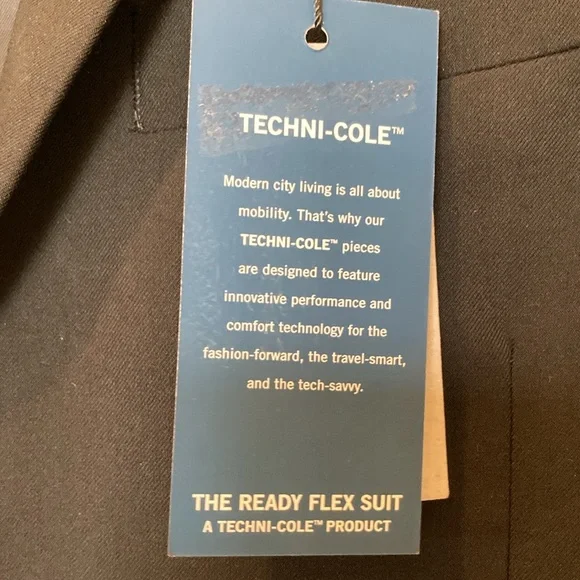 TECHNI-COLE™
Modern city living is all about
mobility. That's why our
TECHNI-COLE™ pieces
are designed to feature
innovative performance and
comfort technology for the
fashion-forward, the travel-smart,
and the tech-savvy.
THE READY FLEX SUIT
A TECHNI-COLE™ PRODUCT